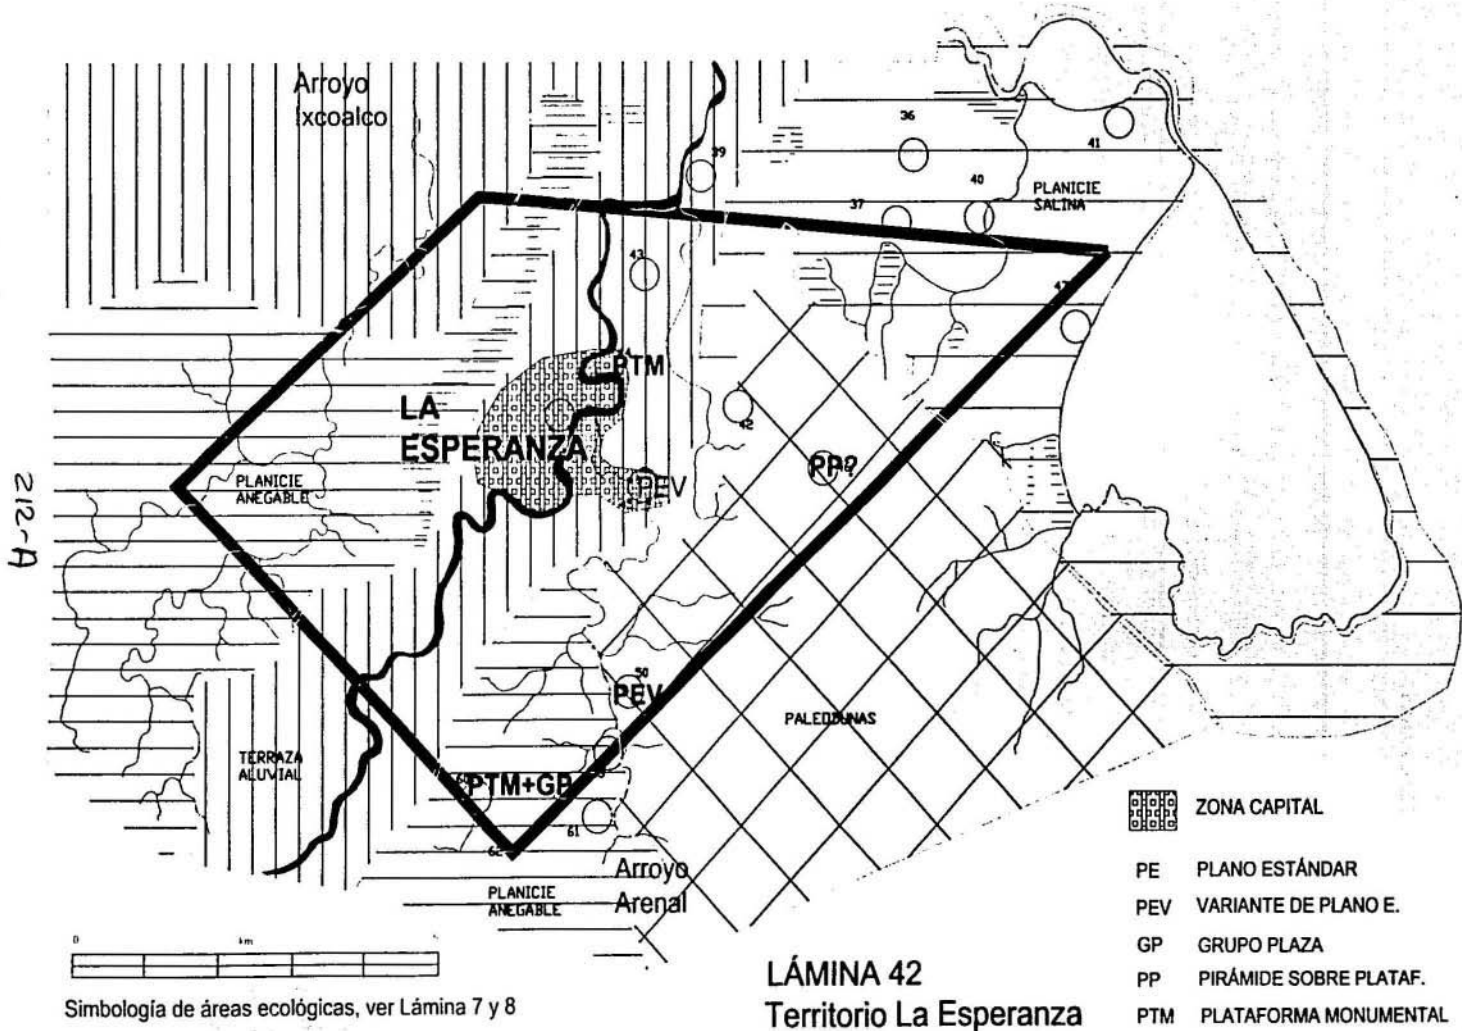 Arroyo
Ixcoalco
36
41
39
40
PLANICIE
SALINA
37
43
47
PTM
LA
ESPERANZA
42
PP?
PLANICIE
ANEGABLE
PEV
212-A
50
PEV
PALEODUNAS
TERRAZA
ALUVIAL
PTM+GP
61
62
Arroyo
Arenal
PLANICIE
ANEGABLE
ZONA CAPITAL
PE PLANO ESTÁNDAR
PEV VARIANTE DE PLANO E.
GP GRUPO PLAZA
PP PIRÁMIDE SOBRE PLATAF.
PTM PLATAFORMA MONUMENTAL
0 km
Simbología de áreas ecológicas, ver Lámina 7 y 8
LÁMINA 42
Territorio La Esperanza